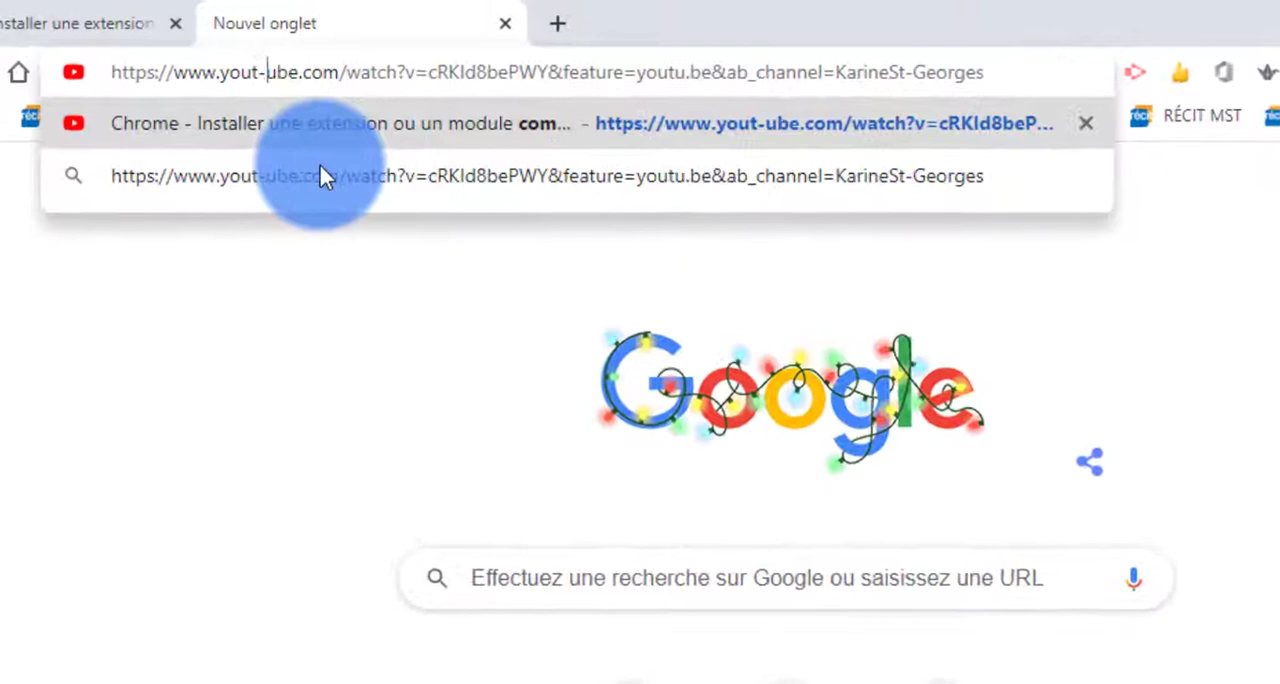 nstaller une extension
Nouvel onglet
https://www.yout-ube.com/watch?v=cRKId8bePWY&feature=youtu.be&ab_channel=KarineSt-Georges
Chrome - Installer une extension ou un module com... - https://www.yout-ube.com/watch?v=cRKId8beP...
RÉCIT MST
https://www.yout-ube.com/watch?v=cRKId8bePWY&feature=youtu.be&ab_channel=KarineSt-Georges
Google
Effectuez une recherche sur Google ou saisissez une URL